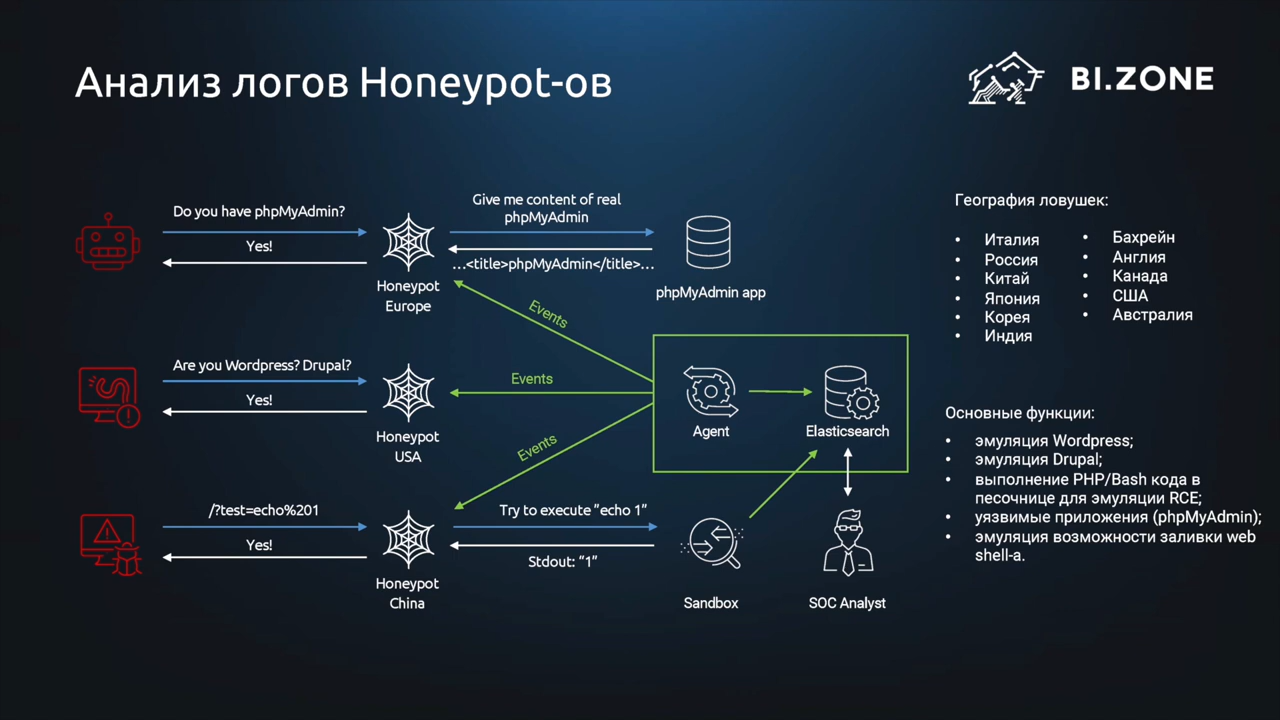 Анализ логов Honeypot-ов
BI.ZONE
Do you have phpMyAdmin?
Yes!
Honeypot
Europe
Give me content of real
phpMyAdmin
...<title>phpMyAdmin</title>...
phpMyAdmin app
Are you Wordpress? Drupal?
Yes!
Honeypot
USA
Events
Events
Events
Agent
Elasticsearch
/?test=echo%201
Yes!
Honeypot
China
Try to execute "echo 1"
Stdout: "1"
Sandbox
SOC Analyst
География ловушек:
• Италия
• Россия
• Китай
• Япония
• Корея
• Индия
• Бахрейн
• Англия
• Канада
• США
• Австралия
Основные функции:
• эмуляция Wordpress;
• эмуляция Drupal;
• выполнение PHP/Bash кода в
песочнице для эмуляции RCE;
• уязвимые приложения (phpMyAdmin);
• эмуляция возможности заливки web
shell-а.